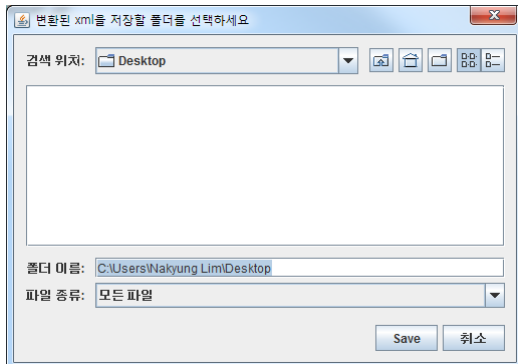 변환된 xml을 저장할 폴더를 선택하세요
검색 위치: Desktop
폴더 이름: C:\Users\Nakyung Lim\Desktop
파일 종류: 모든 파일
Save 취소